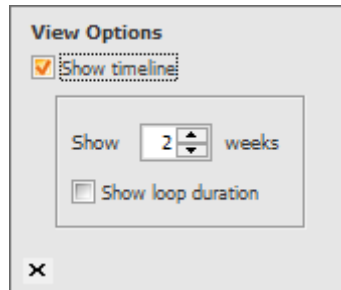 View Options
Show timeline
Show 2 weeks
Show loop duration